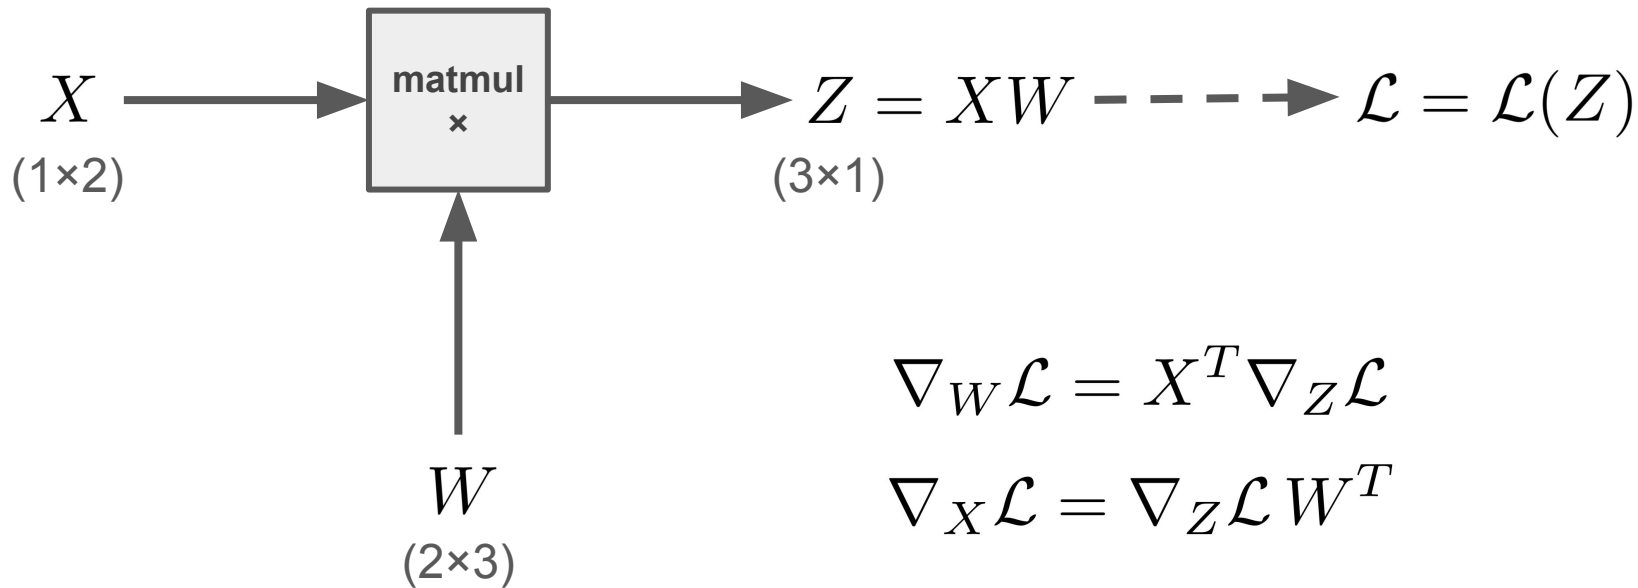 X
(1×2)
matmul
×
Z = XW
(3×1)
ℒ = ℒ(Z)
W
(2×3)
∇_W ℒ = X^T ∇_Z ℒ
∇_X ℒ = ∇_Z ℒ W^T